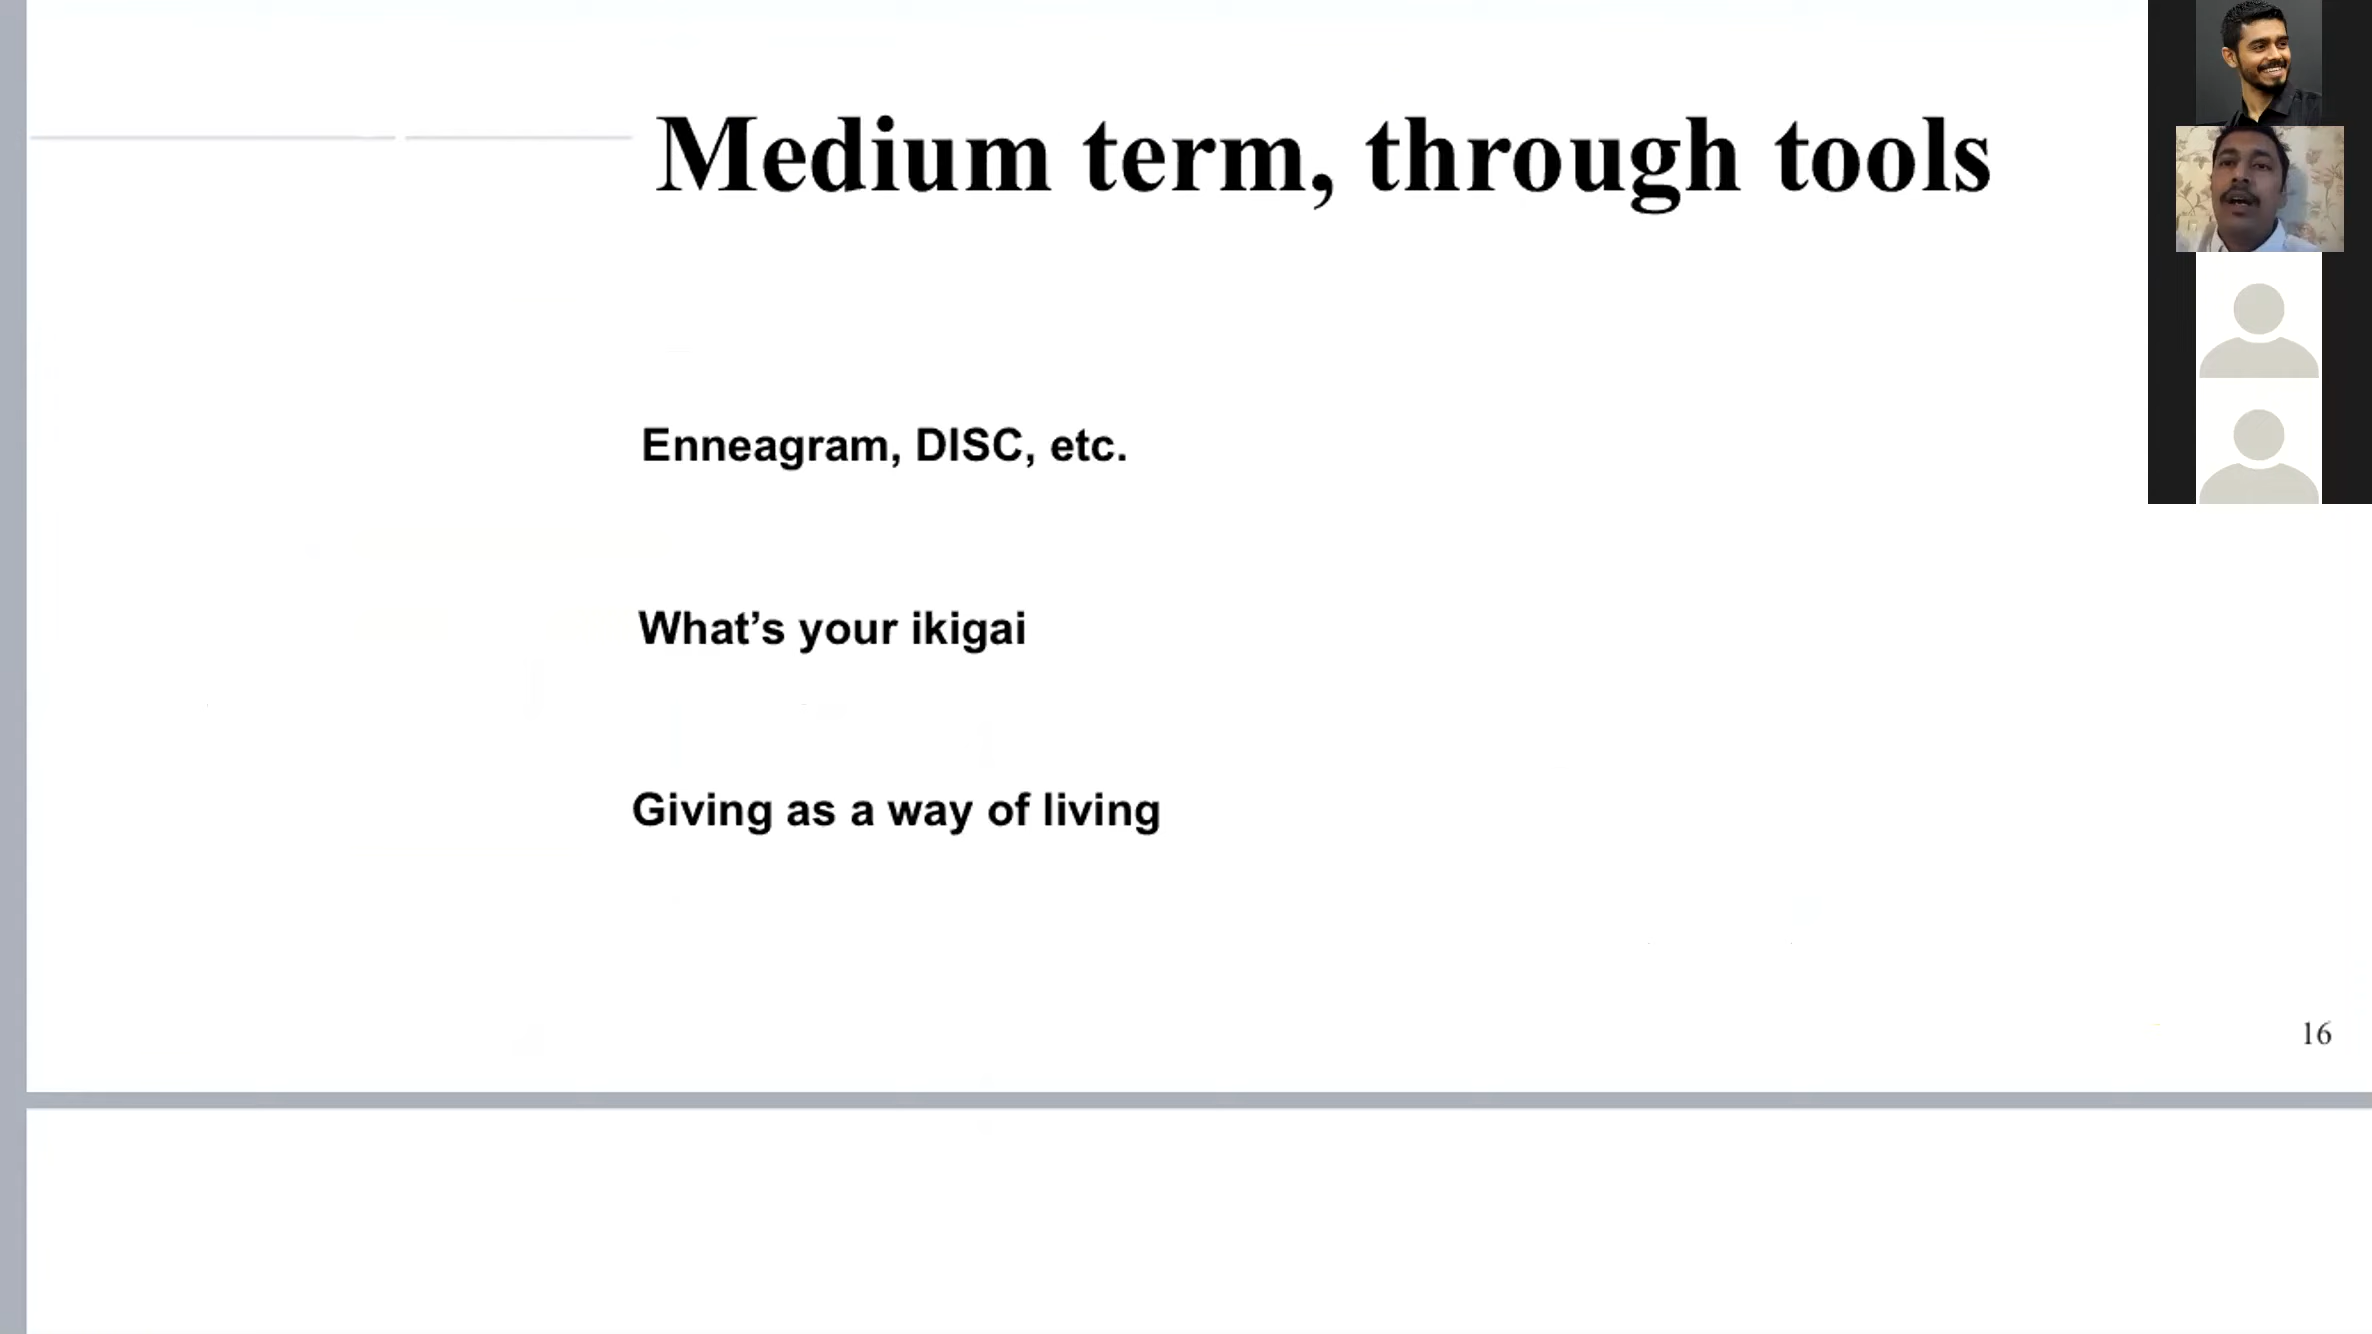 Medium term, through tools
Enneagram, DISC, etc.
What’s your ikigai
Giving as a way of living
16